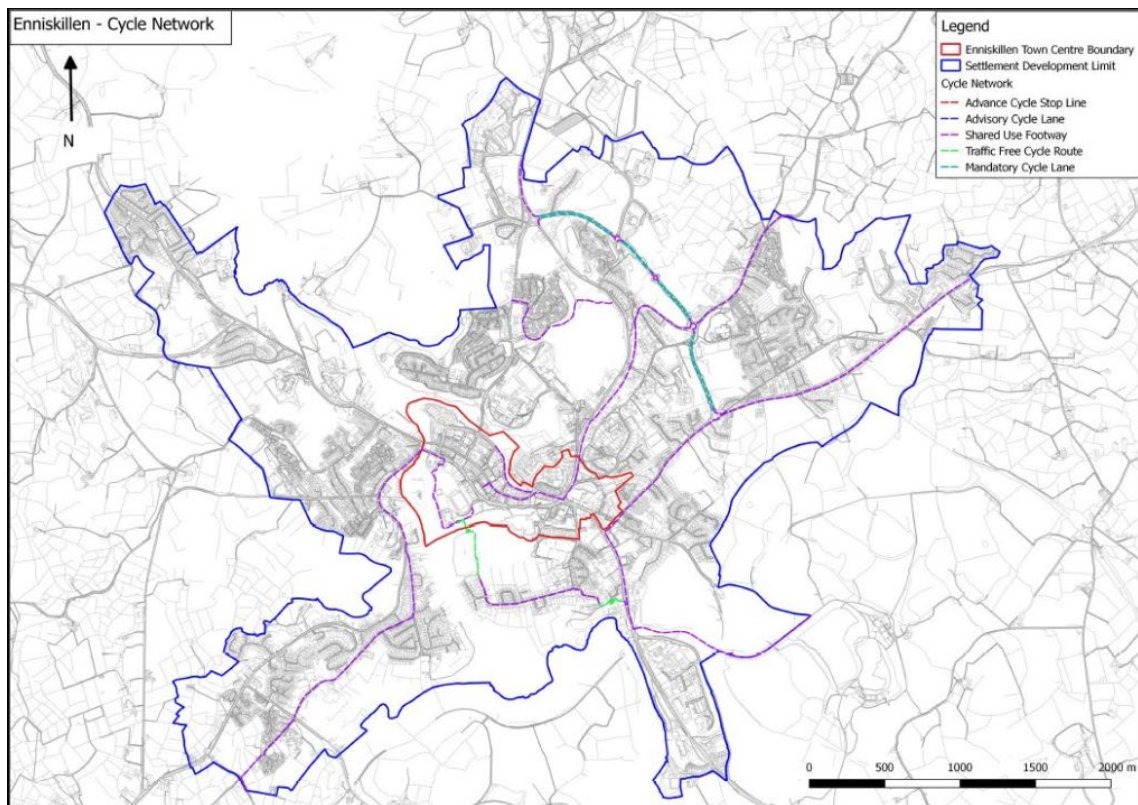 Enniskillen - Cycle Network
N
Legend
Enniskillen Town Centre Boundary
Settlement Development Limit
Cycle Network
Advance Cycle Stop Line
Advisory Cycle Lane
Shared Use Footway
Traffic Free Cycle Route
Mandatory Cycle Lane
0 500 1000 1500 2000 m